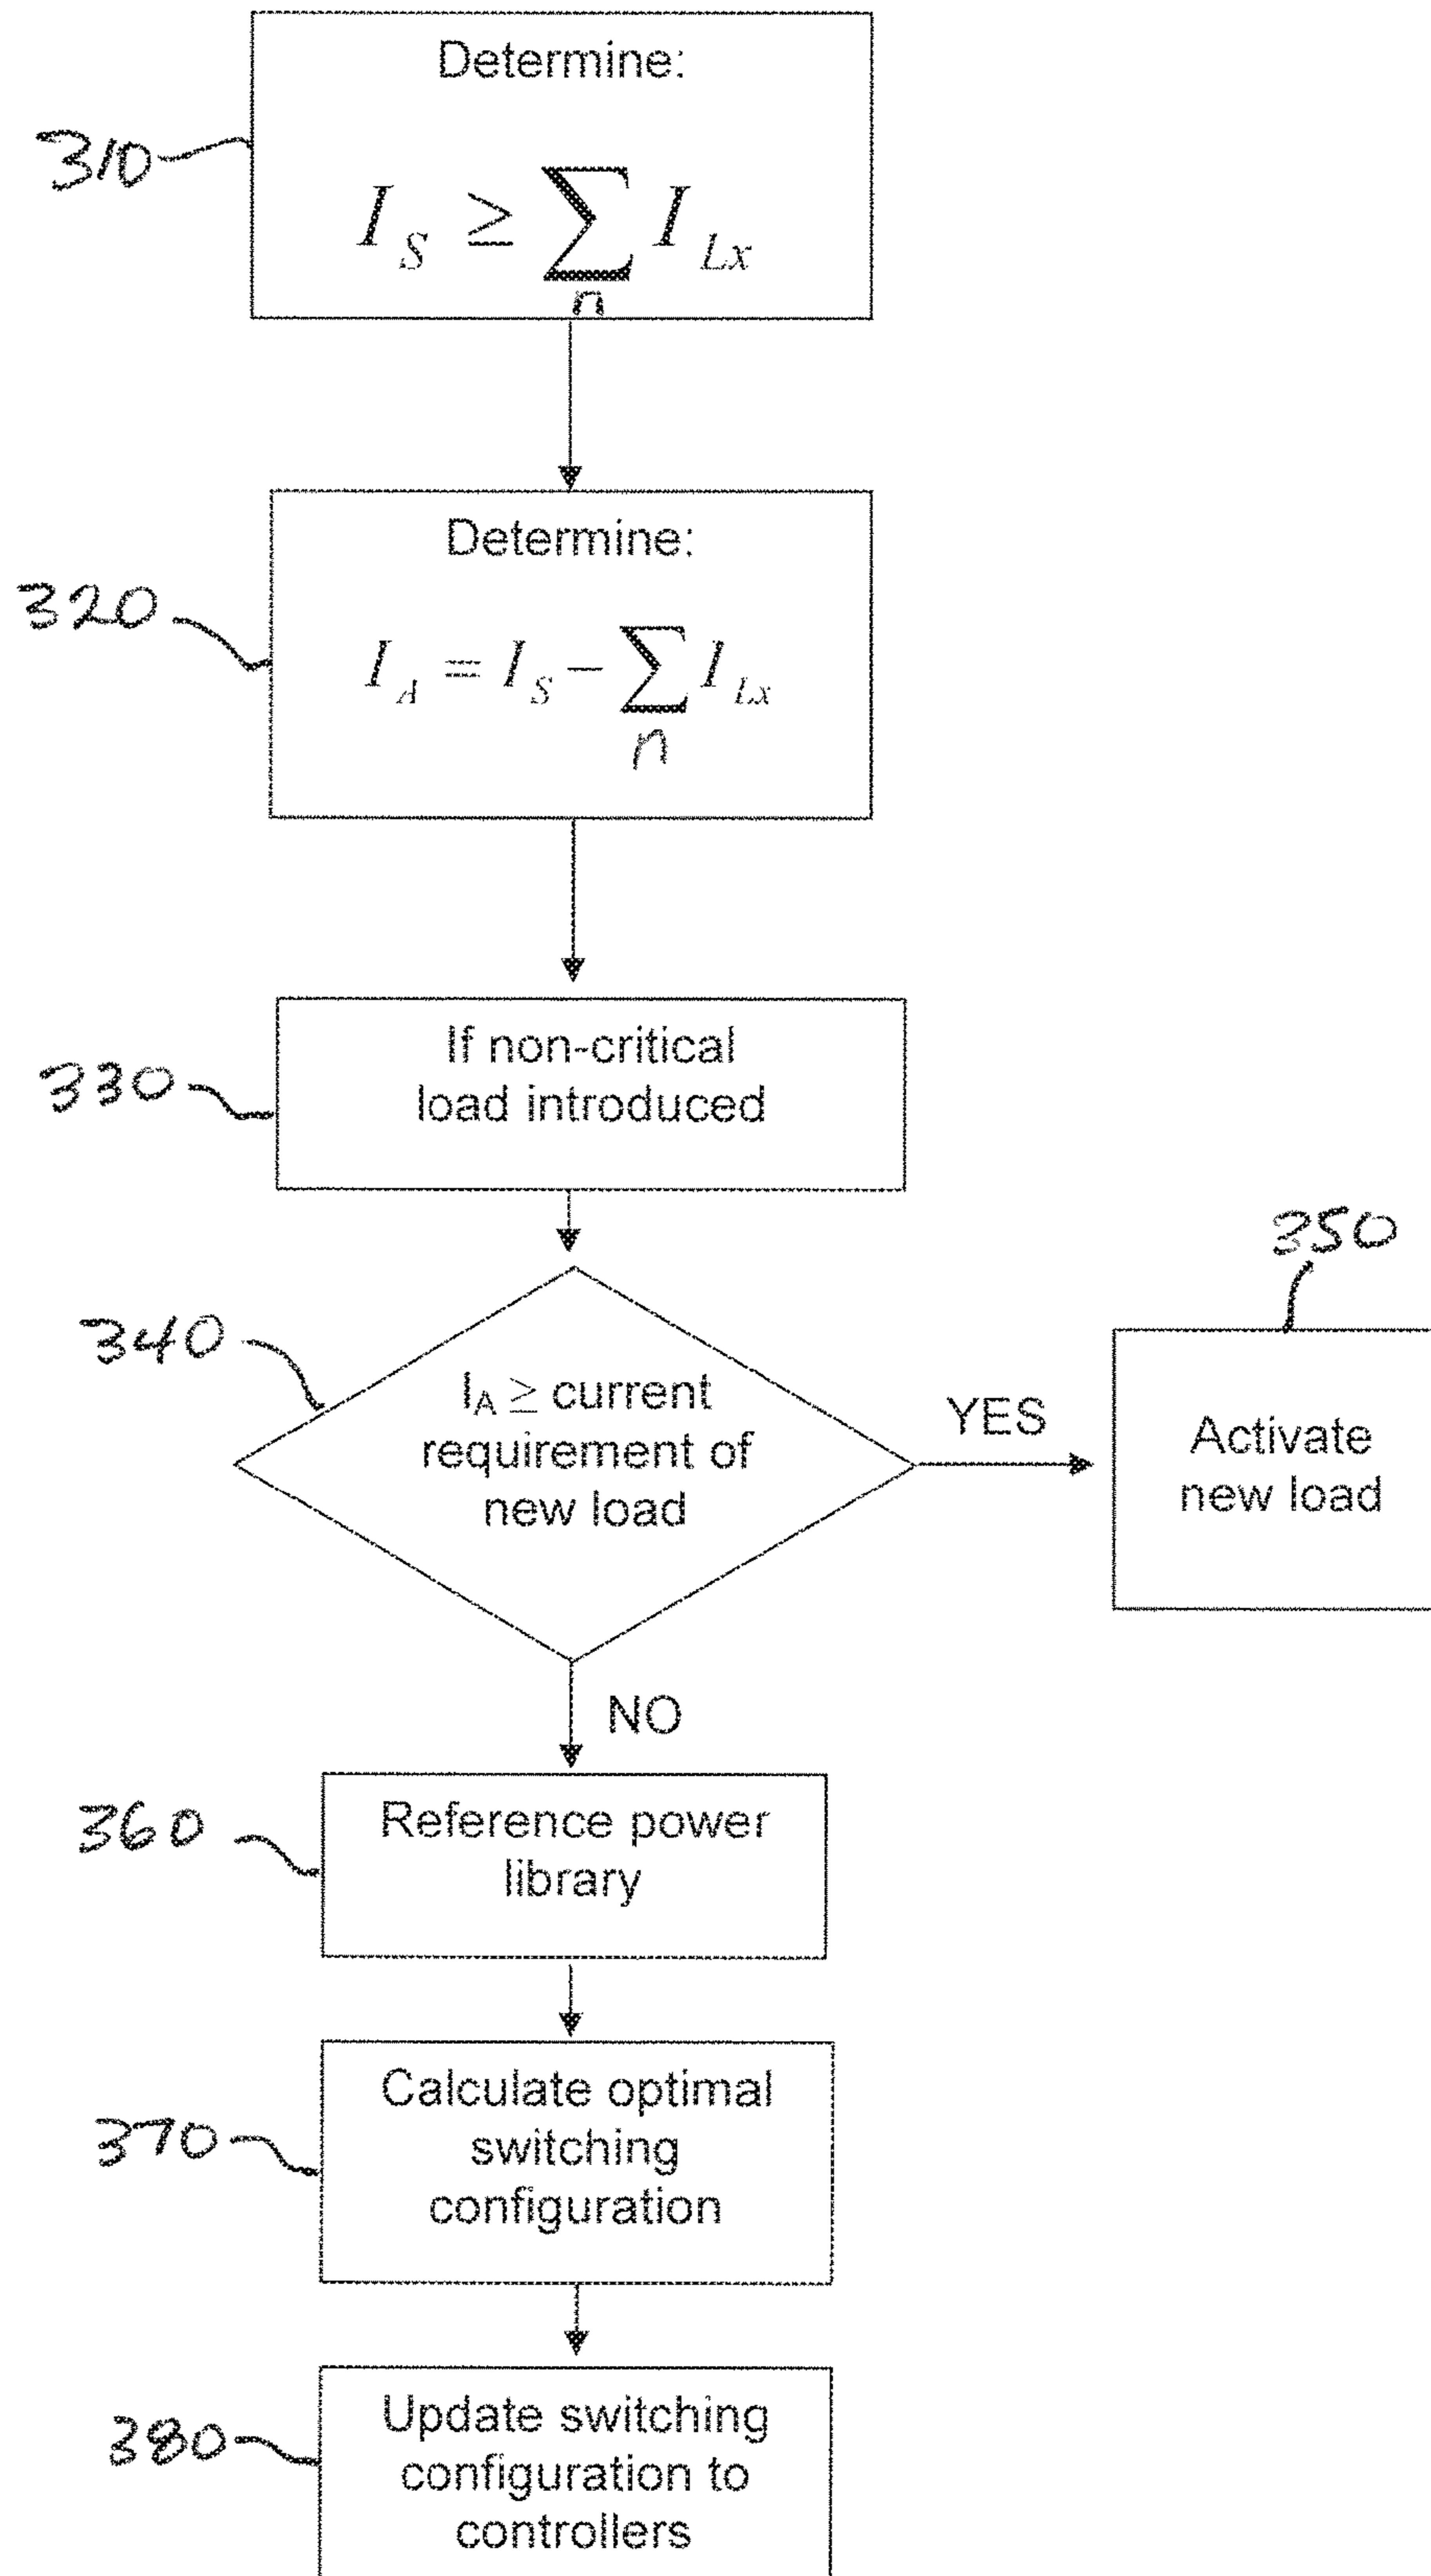 Determine:
310
I_S ≥ ∑_n I_Lx
Determine:
320
I_A = I_S − ∑_n I_Lx
330
If non-critical
load introduced
350
340
I_A ≥ current
requirement of
new load
YES
Activate
new load
NO
360
Reference power
library
370
Calculate optimal
switching
configuration
380
Update switching
configuration to
controllers